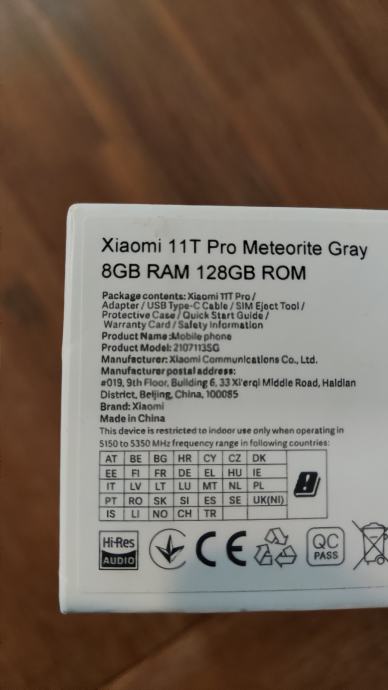 Xiaomi 11T Pro Meteorite Gray
8GB RAM 128GB ROM
Package contents: Xiaomi 11T Pro /
Adapter / USB Type-C Cable / SIM Eject Tool /
Protective Case / Quick Start Guide /
Warranty Card / Safety Information
Product Name:Mobile phone
Product Model: 2107113SG
Manufacturer: Xiaomi Communications Co., Ltd.
Manufacturer postal address:
#019, 9th Floor, Building 6, 33 Xi'erqi Middle Road, Haidian
District, Beijing, China, 100085
Brand: Xiaomi
Made in China
This device is restricted to indoor use only when operating in
5150 to 5350 MHz frequency range in following countries:
AT BE BG HR CY CZ DK
EE FI FR DE EL HU IE
IT LV LT LU MT NL PL
PT RO SK SI ES SE UK(NI)
IS LI NO CH TR
Hi-Res
AUDIO
CE
QC
PASS